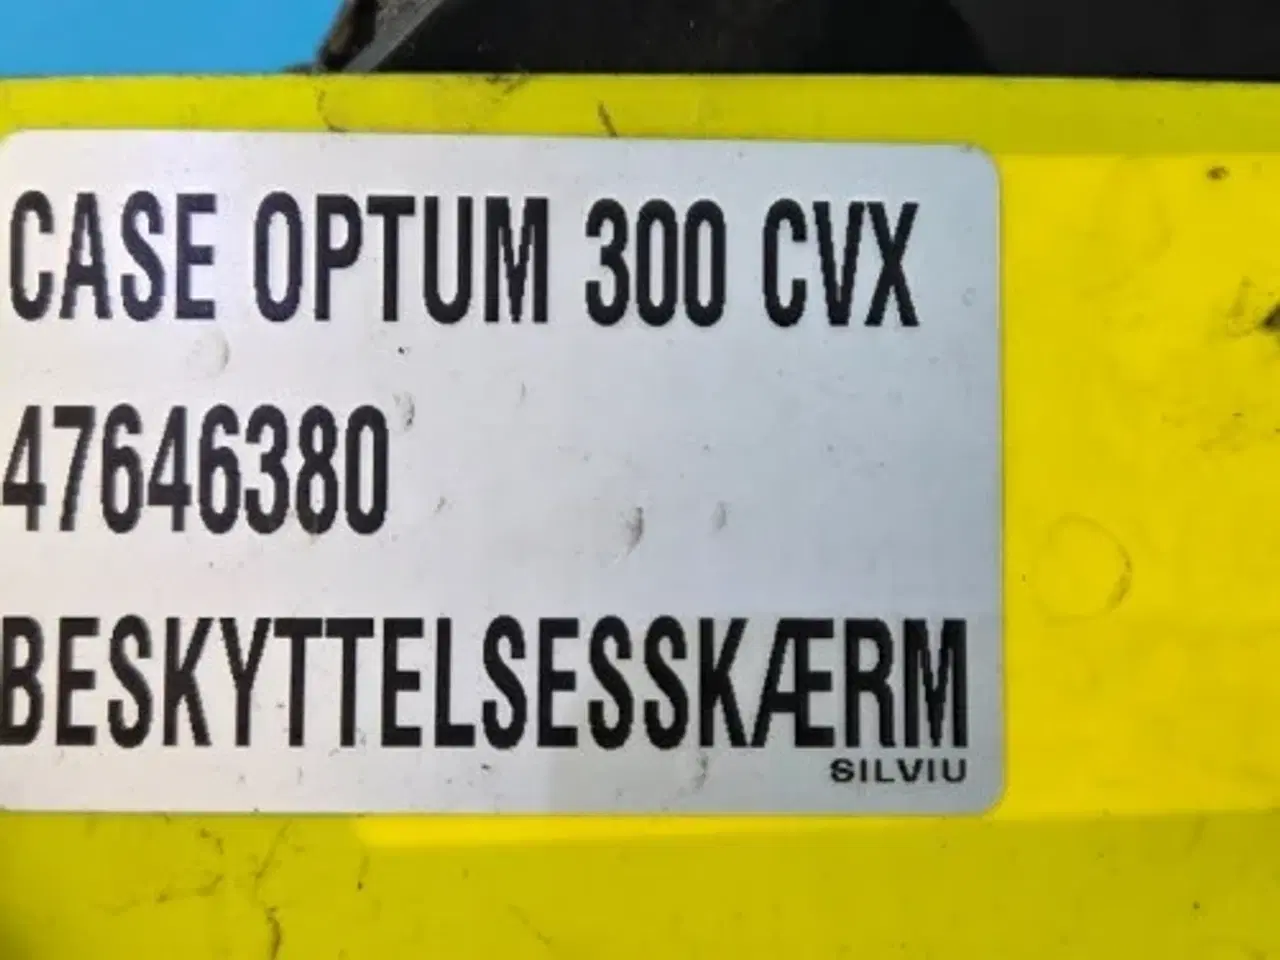 CASE OPTUM 300 CVX
47646380
BESKYTTELSESSKÆRM
SILVIU